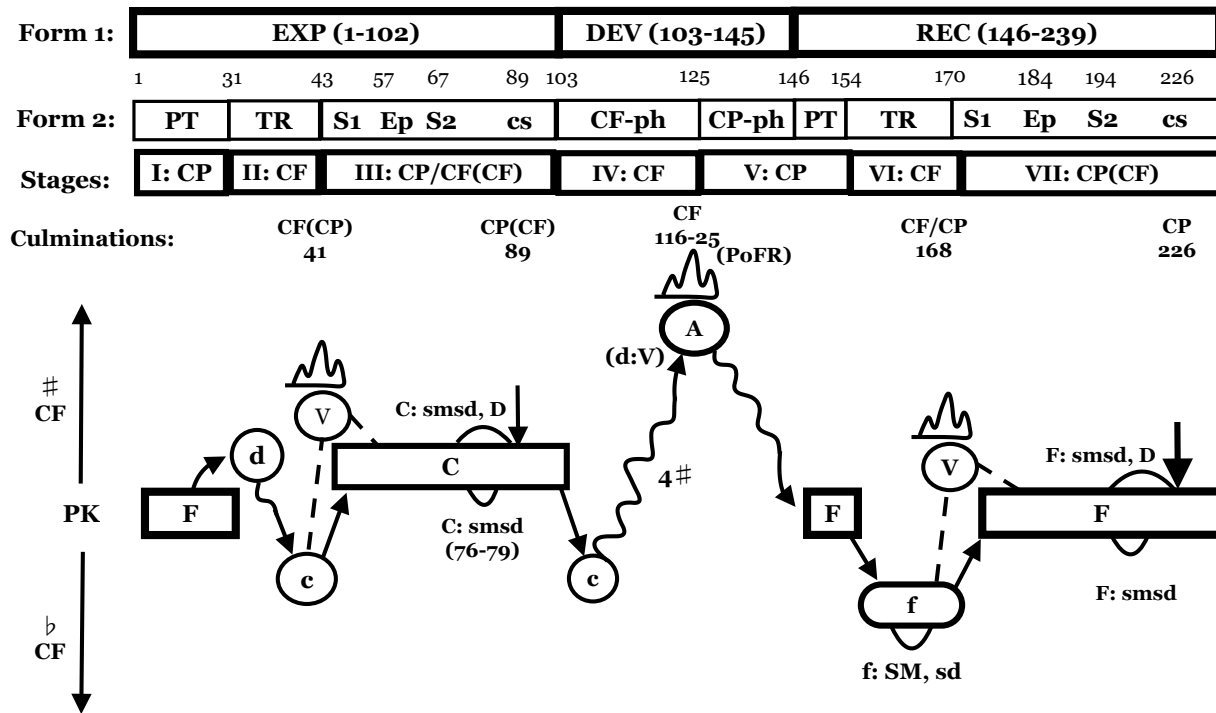 Form 1: EXP (1-102) DEV (103-145) REC (146-239)
1 31 43 57 67 89 103 125 146 154 170 184 194 226
Form 2: PT TR S1 Ep S2 cs CF-ph CP-ph PT TR S1 Ep S2 cs
Stages: I: CP II: CF III: CP/CF(CF) IV: CF V: CP VI: CF VII: CP(CF)
Culminations: CF(CP) CP(CF) CF CF/CP CP
41 89 116-25 168 226
(PoFR)
A
(d:V)
♯
CF
V
C: smsd, D
d
C
4♯
V
F: smsd, D
PK
F
C: smsd
(76-79)
F
F
c
c
f
F: smsd
♭
CF
f: SM, sd